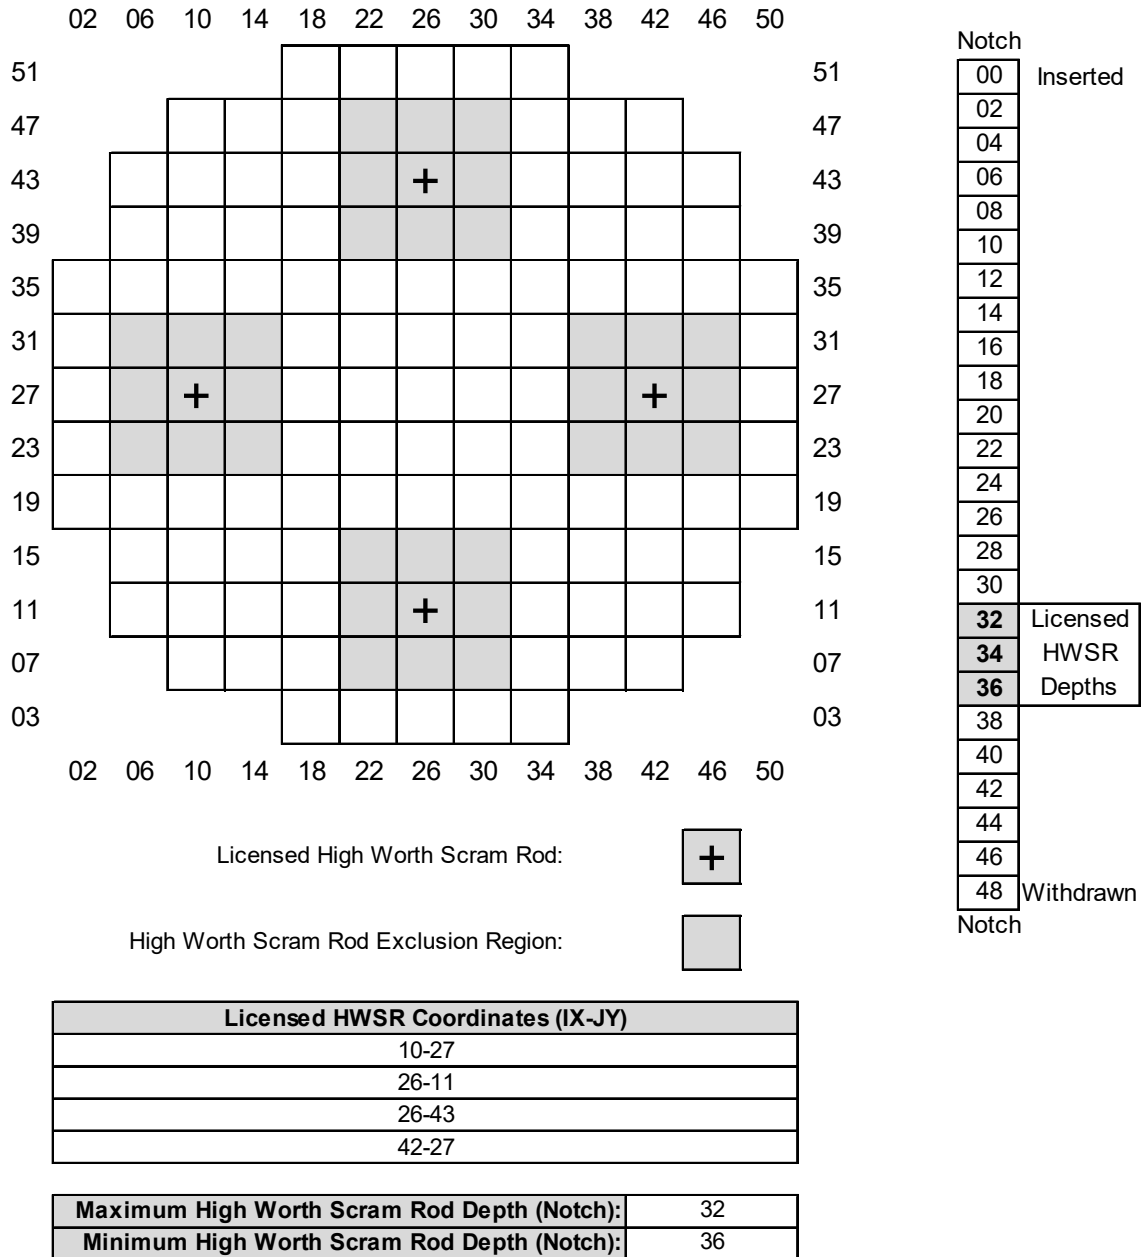 02 06 10 14 18 22 26 30 34 38 42 46 50
Notch
51 51
00 Inserted
02
47 47
04
43 + 43
06
08
39 39
10
35 35
12
14
31 31
16
27 + + 27
18
20
23 23
22
24
19 19
26
15 15
28
30
11 + 11
32 Licensed
07 07
34 HWSR
36 Depths
03 03
38
40
02 06 10 14 18 22 26 30 34 38 42 46 50
42
44
Licensed High Worth Scram Rod: +
46
48 Withdrawn
Notch
High Worth Scram Rod Exclusion Region:
Licensed HWSR Coordinates (IX-JY)
10-27
26-11
26-43
42-27
Maximum High Worth Scram Rod Depth (Notch): 32
Minimum High Worth Scram Rod Depth (Notch): 36